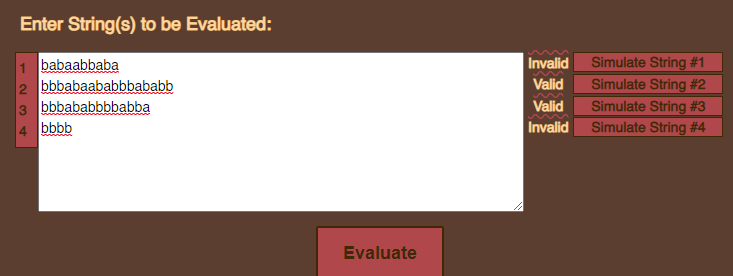 Enter String(s) to be Evaluated:
1 babaabbaba Invalid Simulate String #1
2 bbbabaababbbababb Valid Simulate String #2
3 bbbababbbbabba Valid Simulate String #3
4 bbbb Invalid Simulate String #4
Evaluate